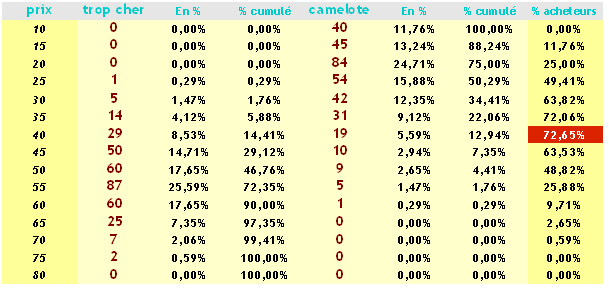 prix trop cher En % % cumuté camelote En % % cumuté % acheteurs
10 0 0,00% 0,00% 40 11,76% 100,00% 0,00%
15 0 0,00% 0,00% 45 13,24% 88,24% 11,76%
20 0 0,00% 0,00% 84 24,71% 75,00% 25,00%
25 1 0,29% 0,29% 54 15,88% 50,29% 49,41%
30 5 1,47% 1,76% 42 12,35% 34,41% 63,82%
35 14 4,12% 5,88% 31 9,12% 22,06% 72,06%
40 29 8,53% 14,41% 19 5,59% 12,94% 72,65%
45 50 14,71% 29,12% 10 2,94% 7,35% 63,53%
50 60 17,65% 46,76% 9 2,65% 4,41% 48,82%
55 87 25,59% 72,35% 5 1,47% 1,76% 25,88%
60 60 17,65% 90,00% 1 0,29% 0,29% 9,71%
65 25 7,35% 97,35% 0 0,00% 0,00% 2,65%
70 7 2,06% 99,41% 0 0,00% 0,00% 0,59%
75 2 0,59% 100,00% 0 0,00% 0,00% 0,00%
80 0 0,00% 100,00% 0 0,00% 0,00% 0,00%